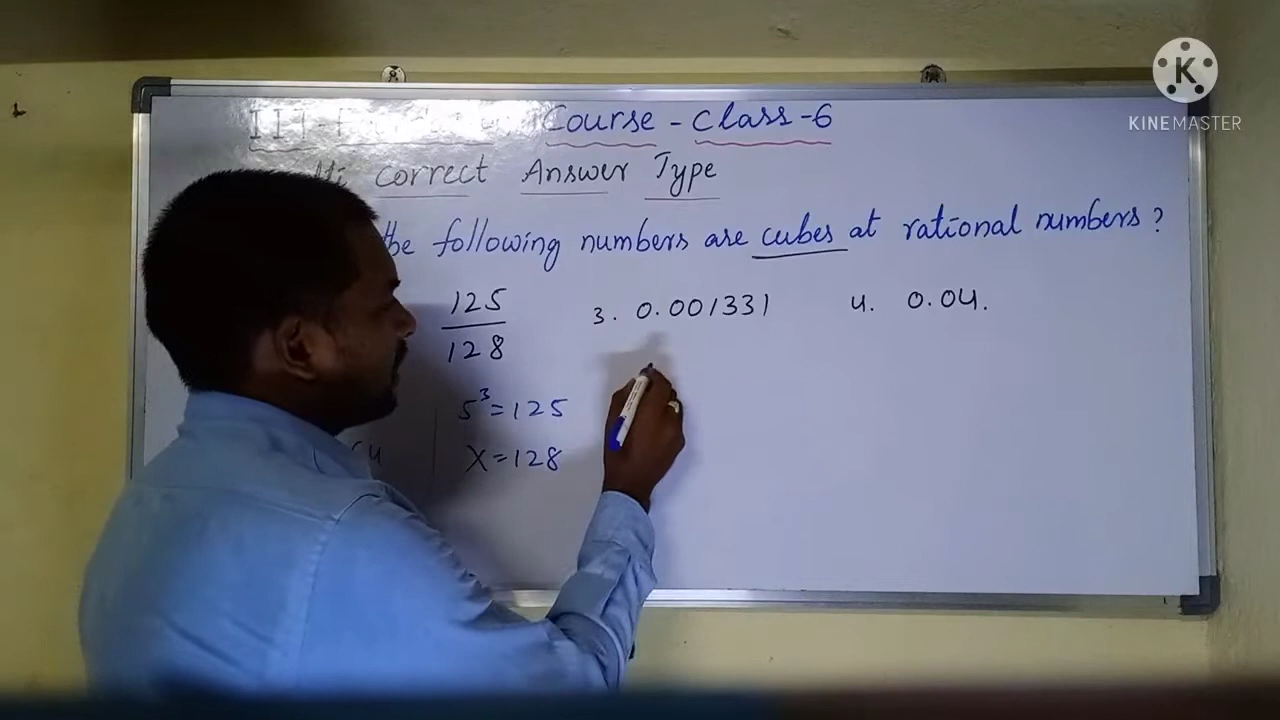 K
KINEMASTER
Course - Class - 6
correct Answer Type
the following numbers are cubes at rational numbers ?
125
128
3. 0.001331
4. 0.04.
5³ = 125
X = 128